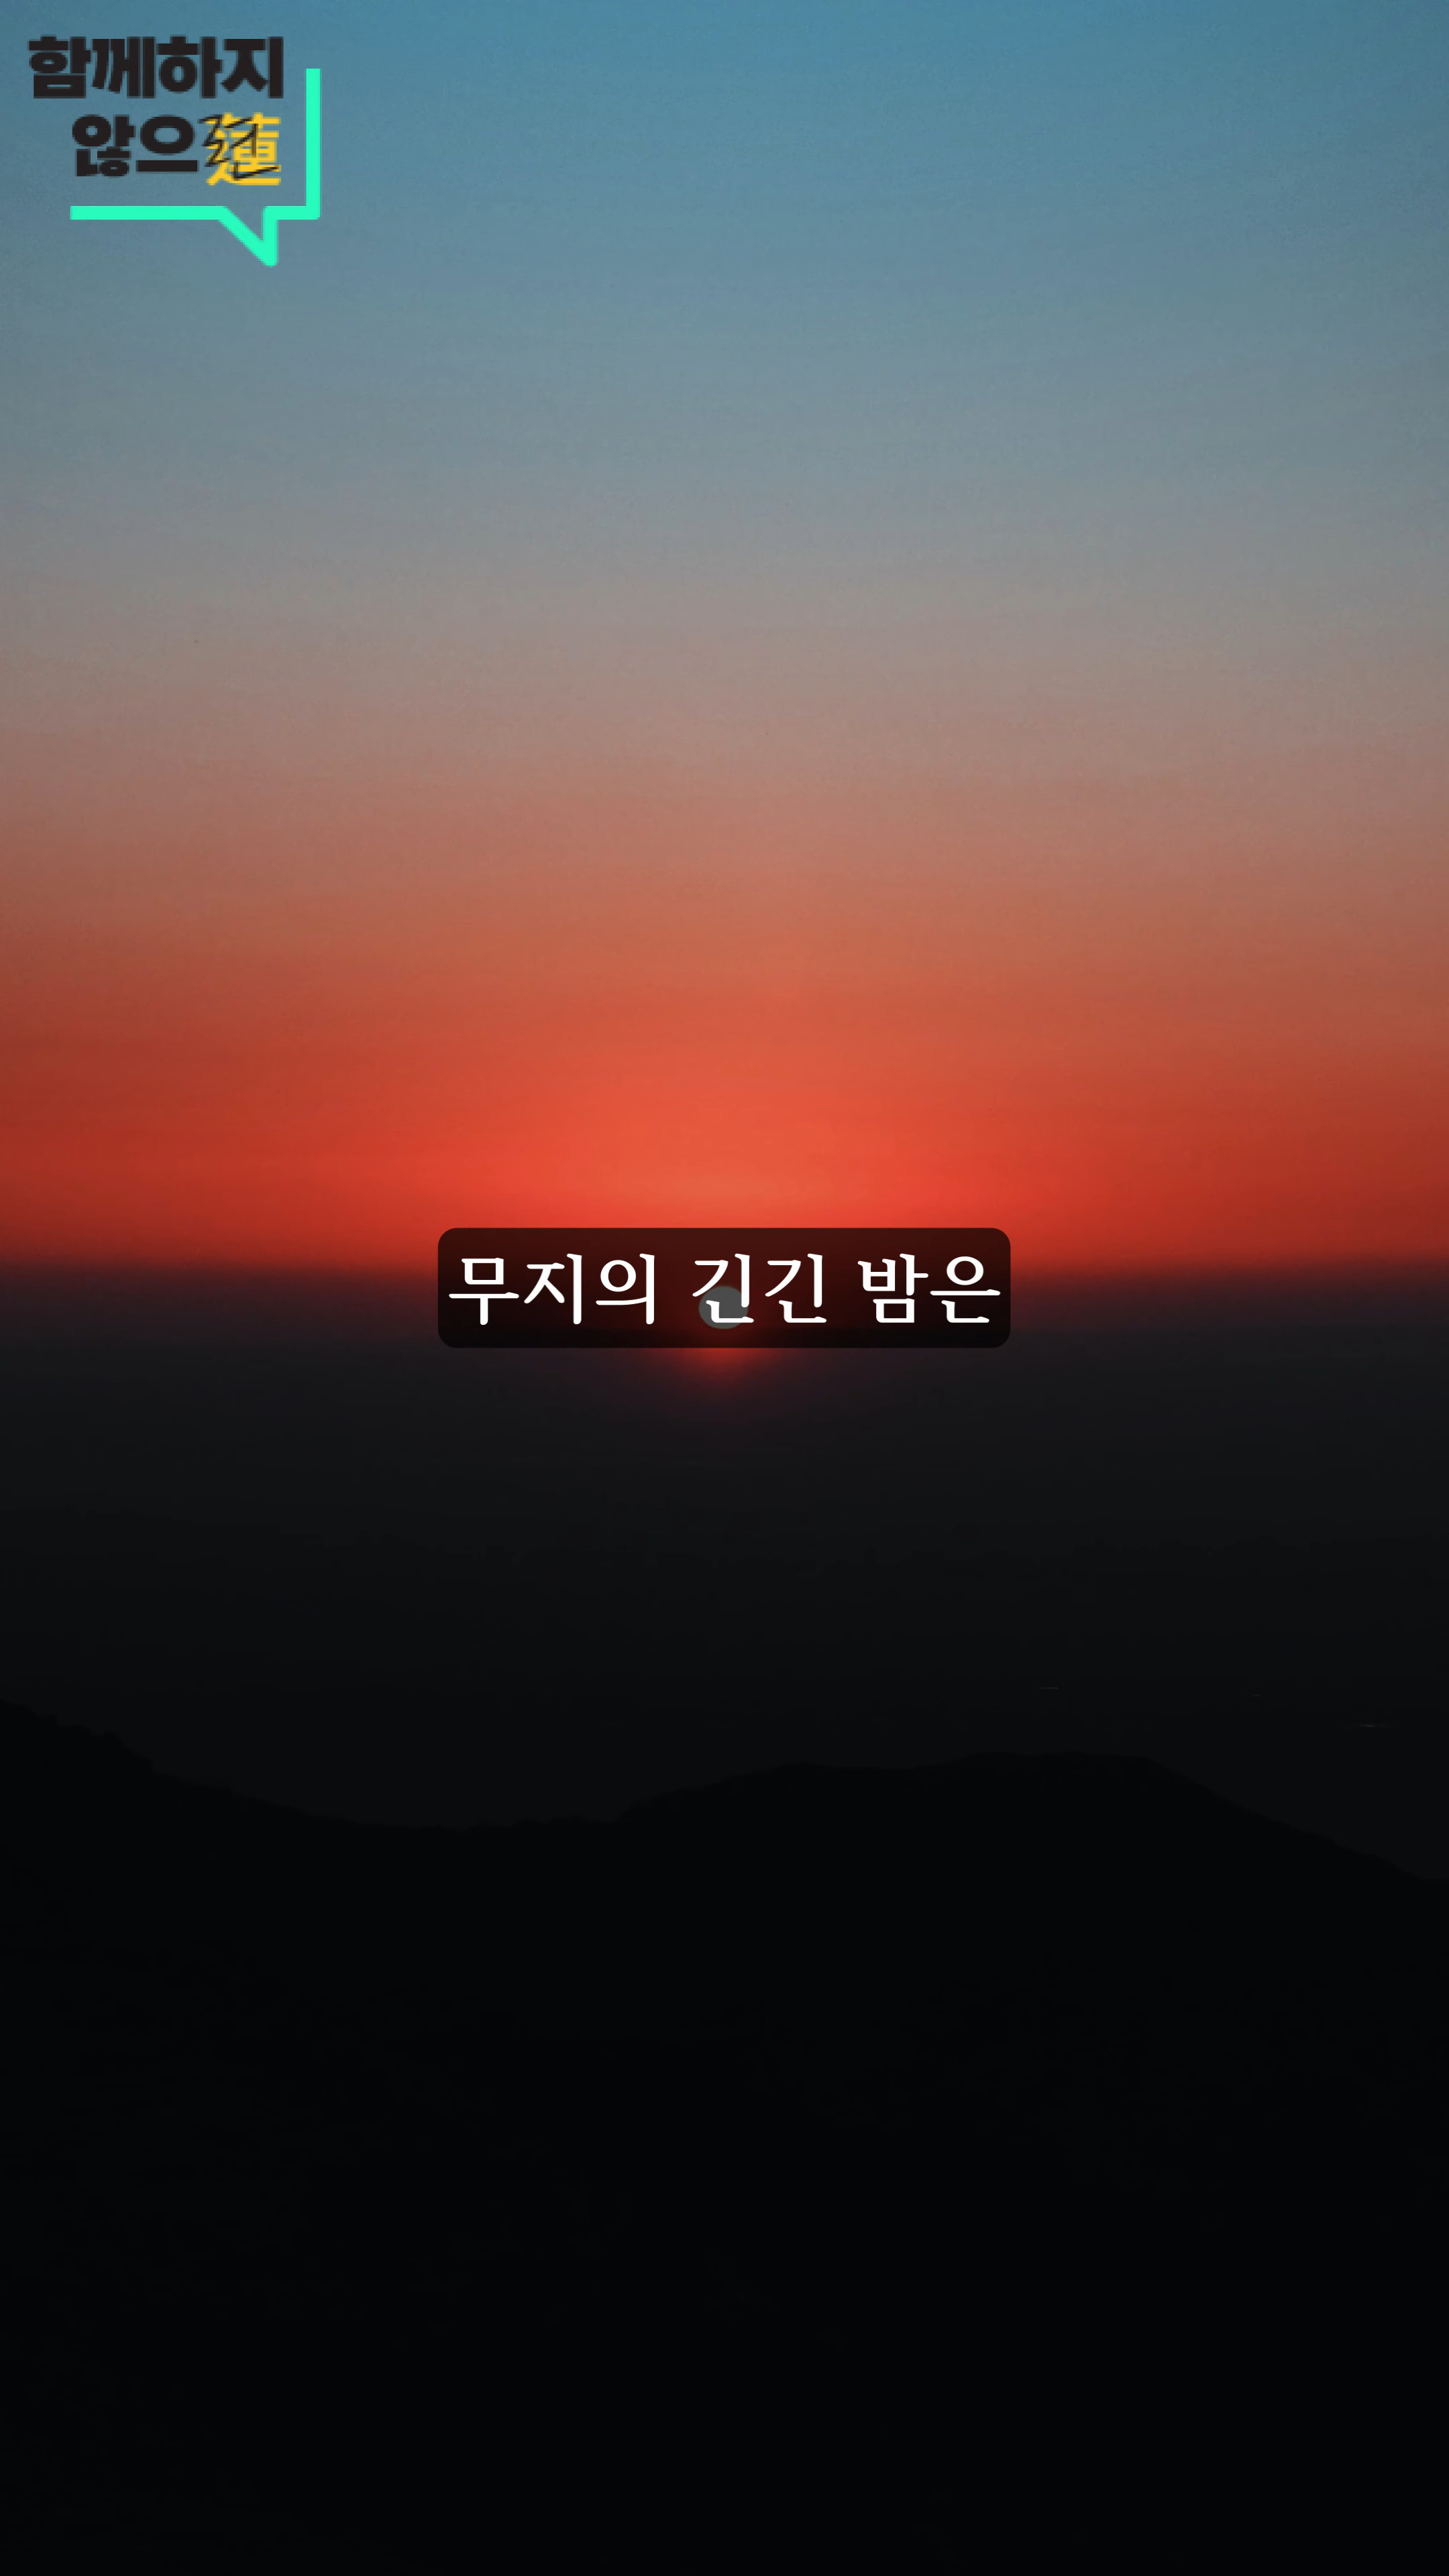 함께하지
않으蓮
무지의 긴긴 밤은